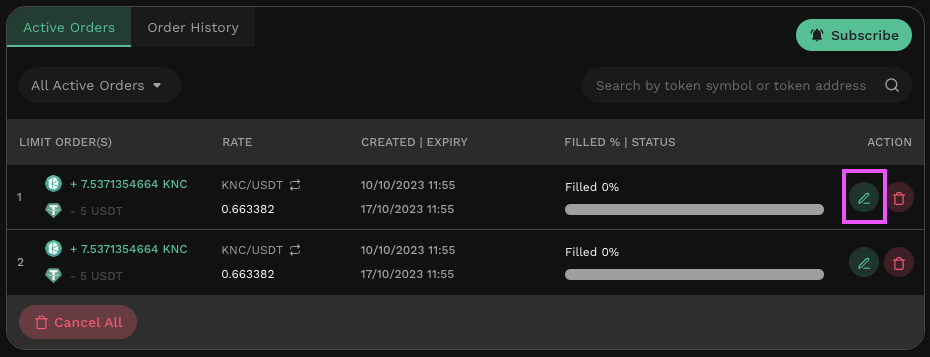 Active Orders Order History
Subscribe
All Active Orders Search by token symbol or token address
LIMIT ORDER(S) RATE CREATED | EXPIRY FILLED % | STATUS ACTION
1 + 7.5371354664 KNC KNC/USDT 10/10/2023 11:55 Filled 0%
- 5 USDT 0.663382 17/10/2023 11:55
2 + 7.5371354664 KNC KNC/USDT 10/10/2023 11:55 Filled 0%
- 5 USDT 0.663382 17/10/2023 11:55
Cancel All